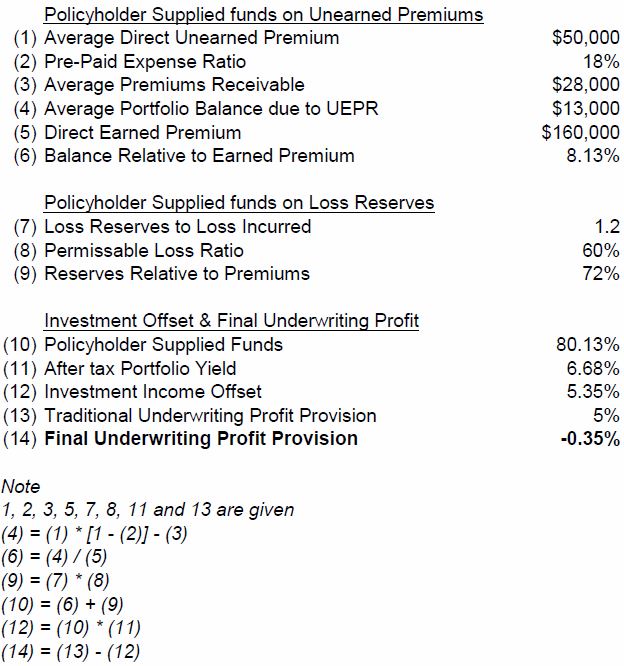 Policyholder Supplied funds on Unearned Premiums
(1) Average Direct Unearned Premium $50,000
(2) Pre-Paid Expense Ratio 18%
(3) Average Premiums Receivable $28,000
(4) Average Portfolio Balance due to UEPR $13,000
(5) Direct Earned Premium $160,000
(6) Balance Relative to Earned Premium 8.13%
Policyholder Supplied funds on Loss Reserves
(7) Loss Reserves to Loss Incurred 1.2
(8) Permissable Loss Ratio 60%
(9) Reserves Relative to Premiums 72%
Investment Offset & Final Underwriting Profit
(10) Policyholder Supplied Funds 80.13%
(11) After tax Portfolio Yield 6.68%
(12) Investment Income Offset 5.35%
(13) Traditional Underwriting Profit Provision 5%
(14) Final Underwriting Profit Provision -0.35%
Note
1, 2, 3, 5, 7, 8, 11 and 13 are given
(4) = (1) * [1 - (2)] - (3)
(6) = (4) / (5)
(9) = (7) * (8)
(10) = (6) + (9)
(12) = (10) * (11)
(14) = (13) - (12)